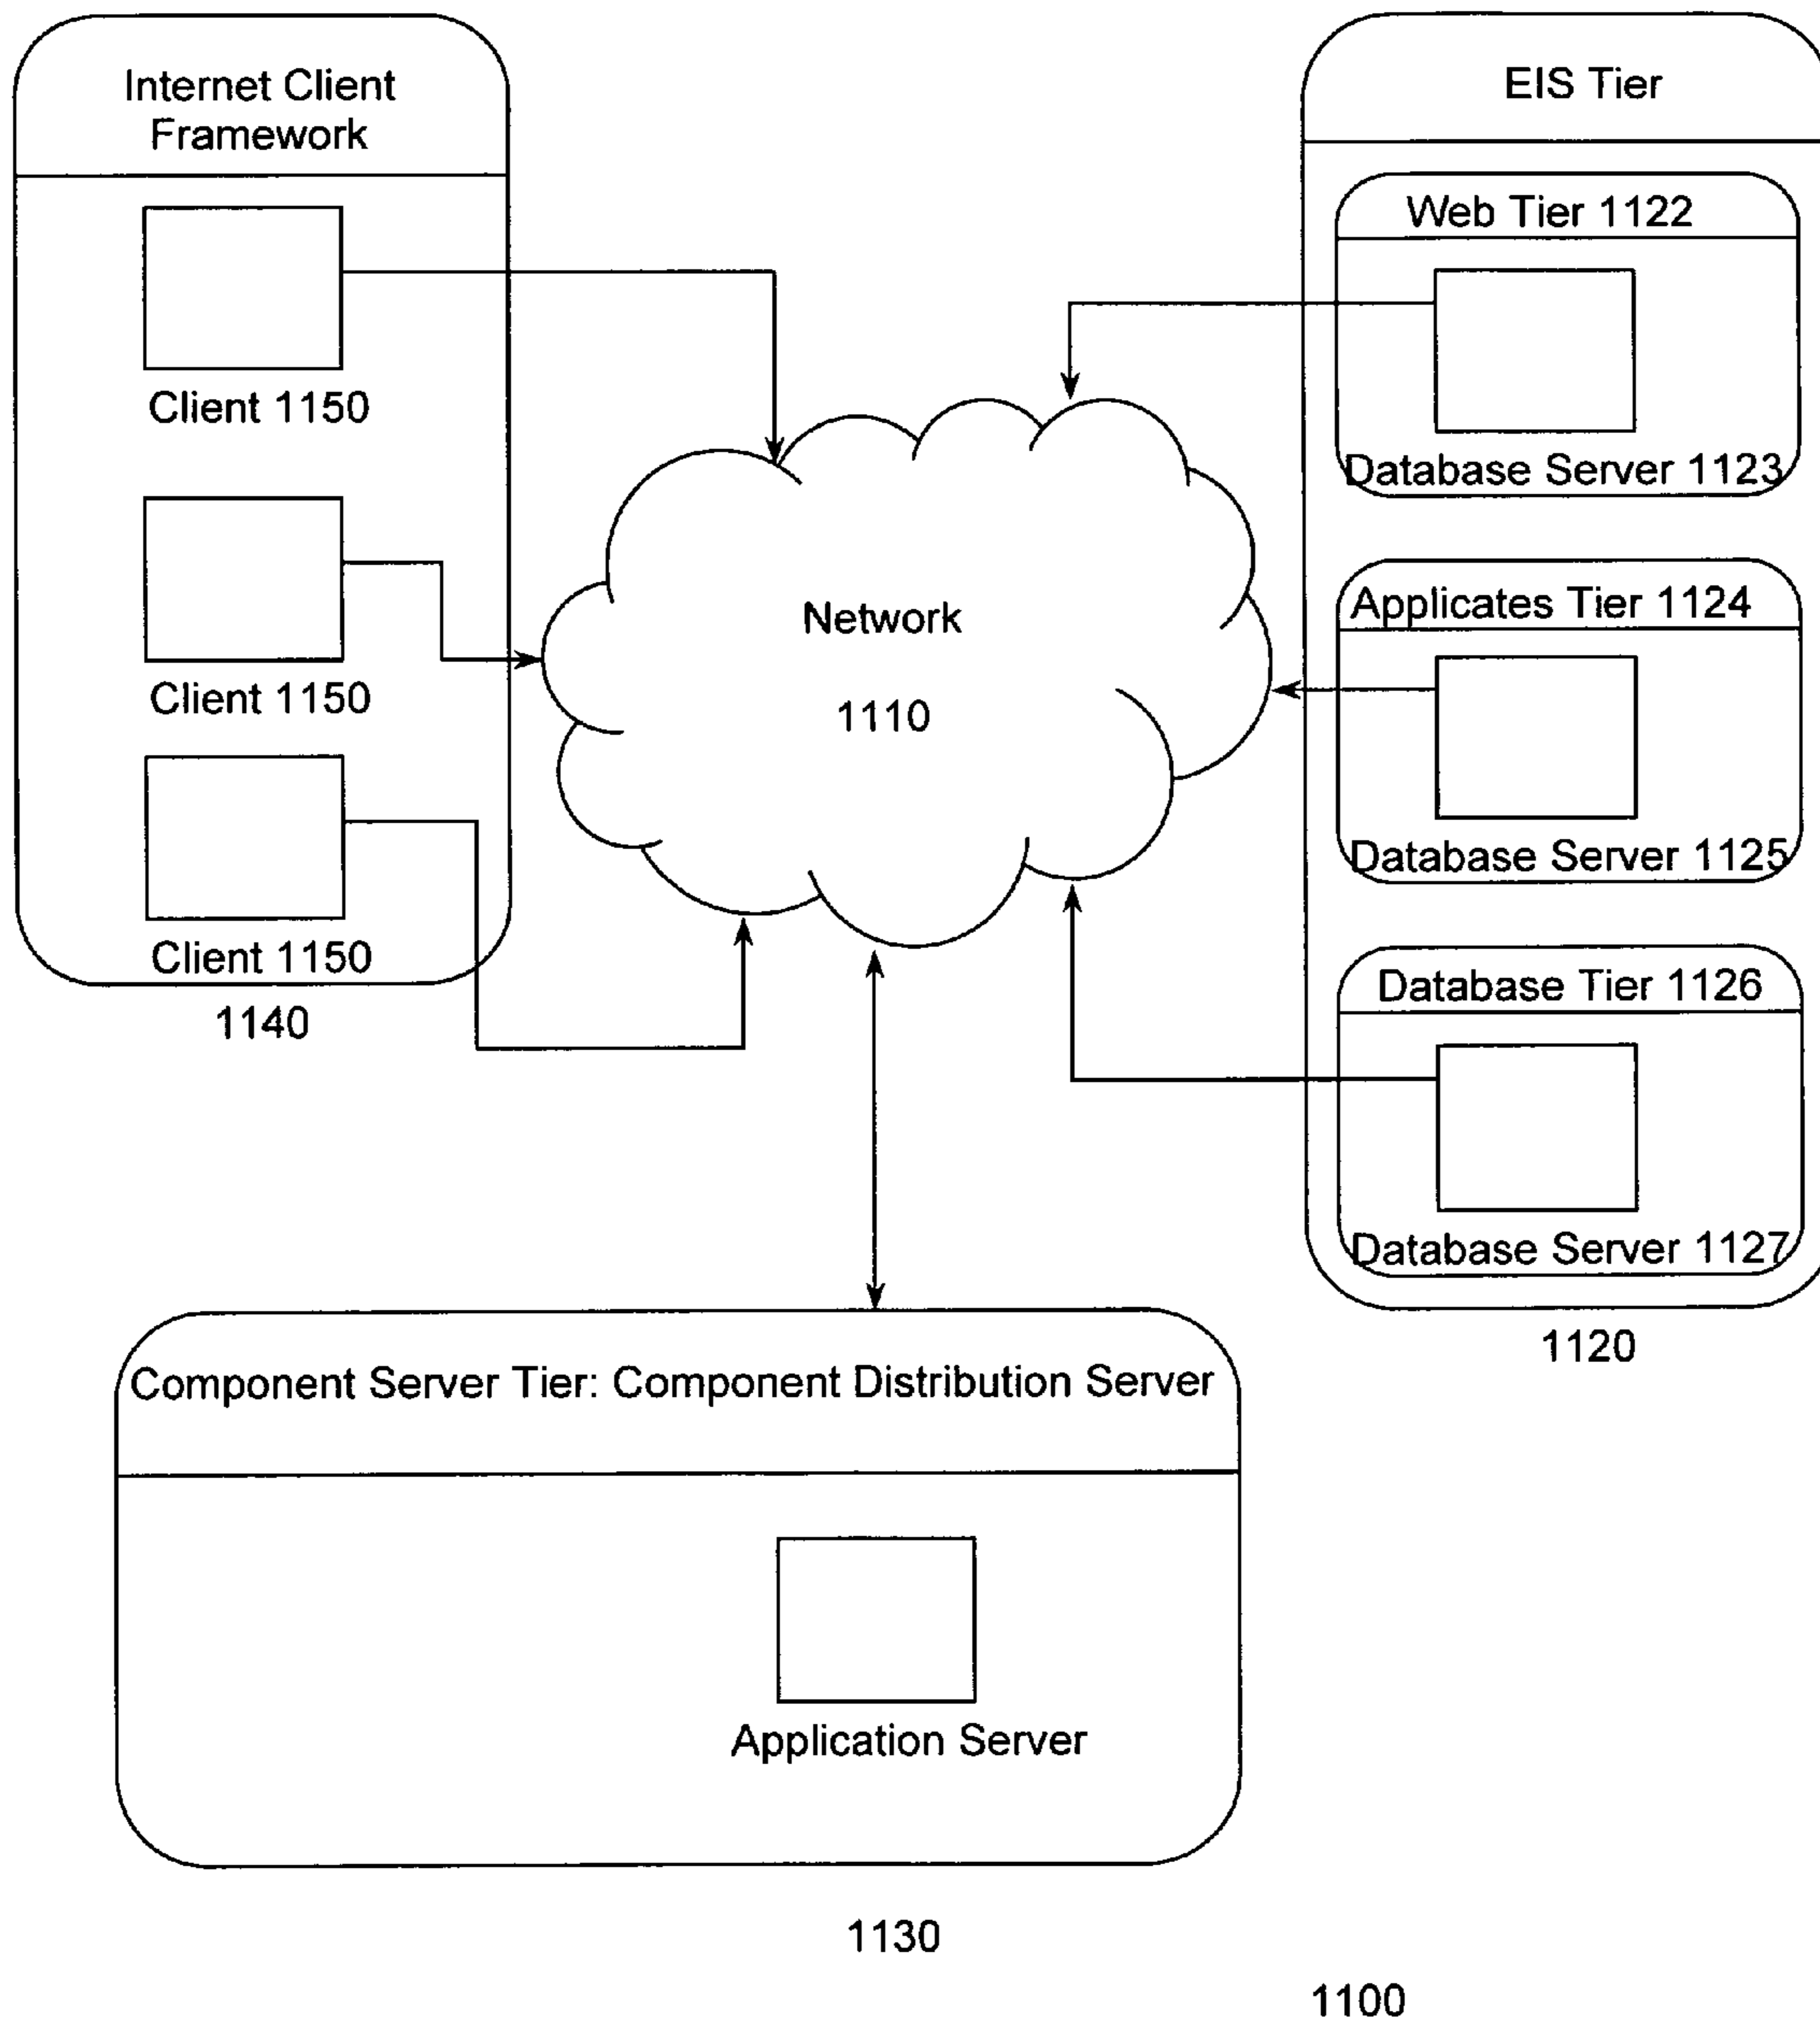 Internet Client
Framework
Client 1150
Client 1150
Client 1150
1140
Network
1110
EIS Tier
Web Tier 1122
Database Server 1123
Applicates Tier 1124
Database Server 1125
Database Tier 1126
Database Server 1127
1120
Component Server Tier: Component Distribution Server
Application Server
1130
1100